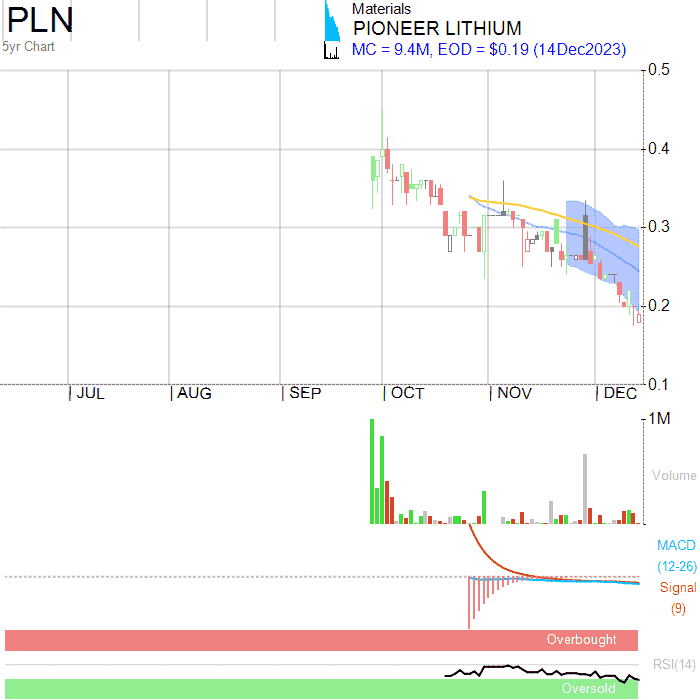 PLN
5yr Chart
Materials
PIONEER LITHIUM
MC = 9.4M, EOD = $0.19 (14Dec2023)
0.5
0.4
0.3
0.2
0.1
JUL AUG SEP OCT NOV DEC
1M
Volume
MACD
(12-26)
Signal
(9)
Overbought
RSI(14)
Oversold